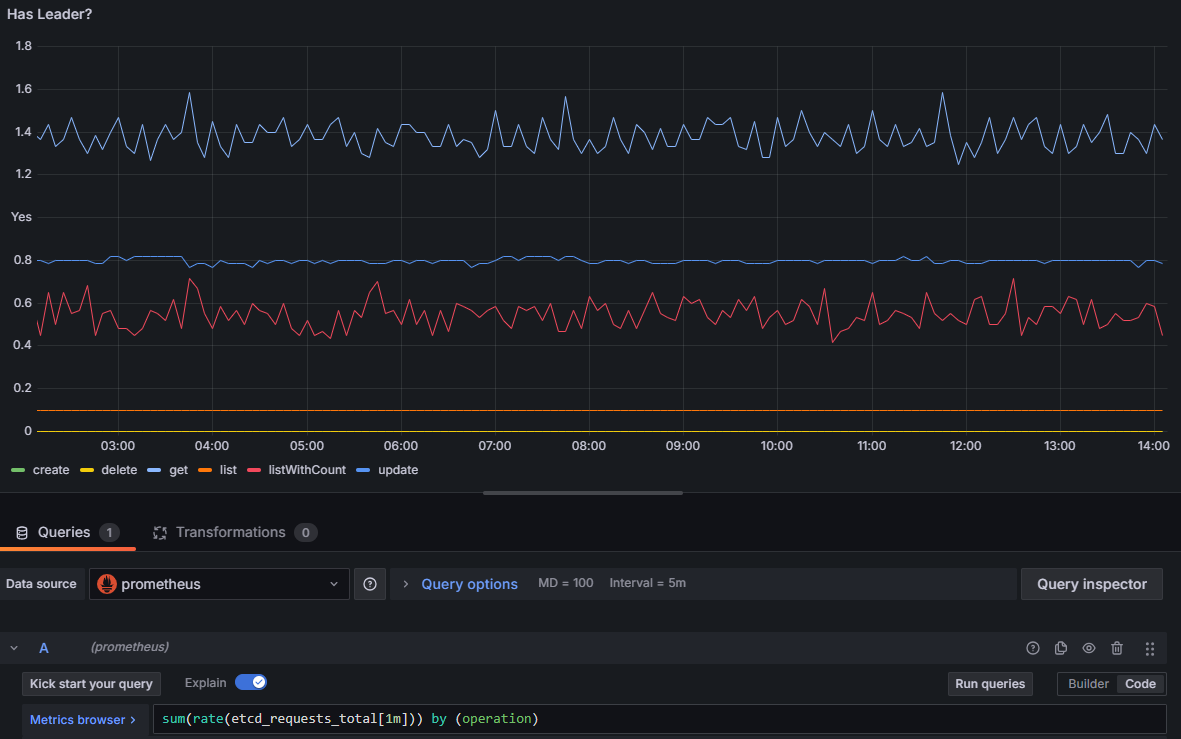 Has Leader?
1.8
1.6
1.4
1.2
Yes
0.8
0.6
0.4
0.2
0
03:00 04:00 05:00 06:00 07:00 08:00 09:00 10:00 11:00 12:00 13:00 14:00
create delete get list listWithCount update
Queries 1 Transformations 0
Data source prometheus Query options MD = 100 Interval = 5m Query inspector
A (prometheus)
Kick start your query Explain Run queries Builder Code
Metrics browser > sum(rate(etcd_requests_total[1m])) by (operation)